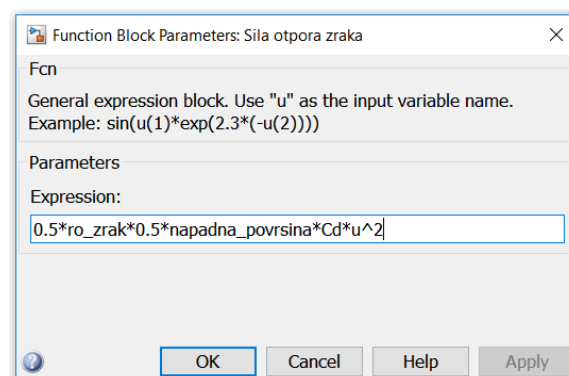 Function Block Parameters: Sila otpora zraka
Fcn
General expression block. Use "u" as the input variable name.
Example: sin(u(1)*exp(2.3*(-u(2))))
Parameters
Expression:
0.5*ro_zrak*0.5*napadna_povrsina*Cd*u^2
OK Cancel Help Apply